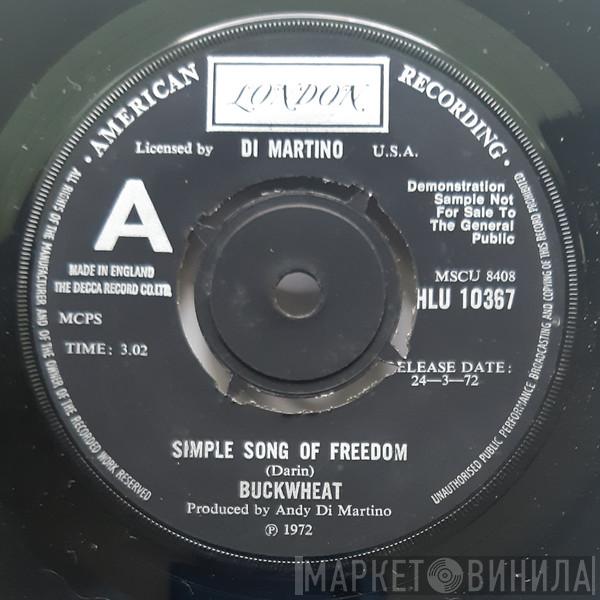 · AMERICAN RECORDING ·
LONDON
Licensed by DI MARTINO U.S.A.
A
Demonstration
Sample Not
For Sale To
The General
Public
MADE IN ENGLAND
THE DECCA RECORD CO.LTD.
MSCU 8408
HLU 10367
MCPS
TIME: 3.02
ELEASE DATE:
24—3—72
SIMPLE SONG OF FREEDOM
(Darin)
BUCKWHEAT
Produced by Andy Di Martino
Ⓟ 1972
ALL RIGHTS OF THE MANUFACTURER AND OF THE OWNER OF THE RECORDED WORK RESERVED
UNAUTHORISED PUBLIC PERFORMANCE BROADCASTING AND COPYING OF THIS RECORD PROHIBITED
МАРКЕТ ВИНИЛА